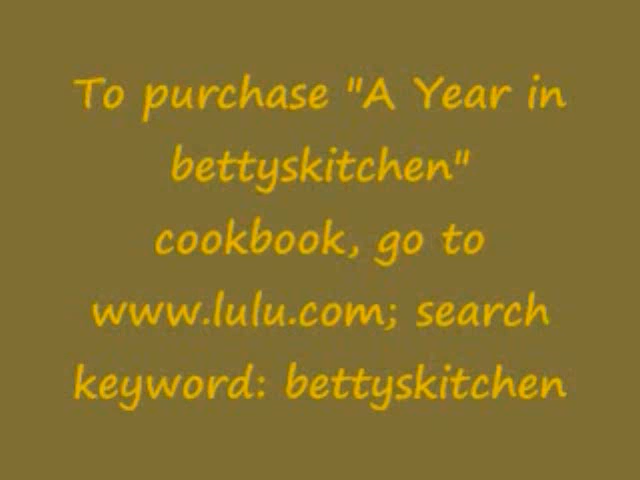 To purchase "A Year in
bettyskitchen"
cookbook, go to
www.lulu.com; search
keyword: bettyskitchen